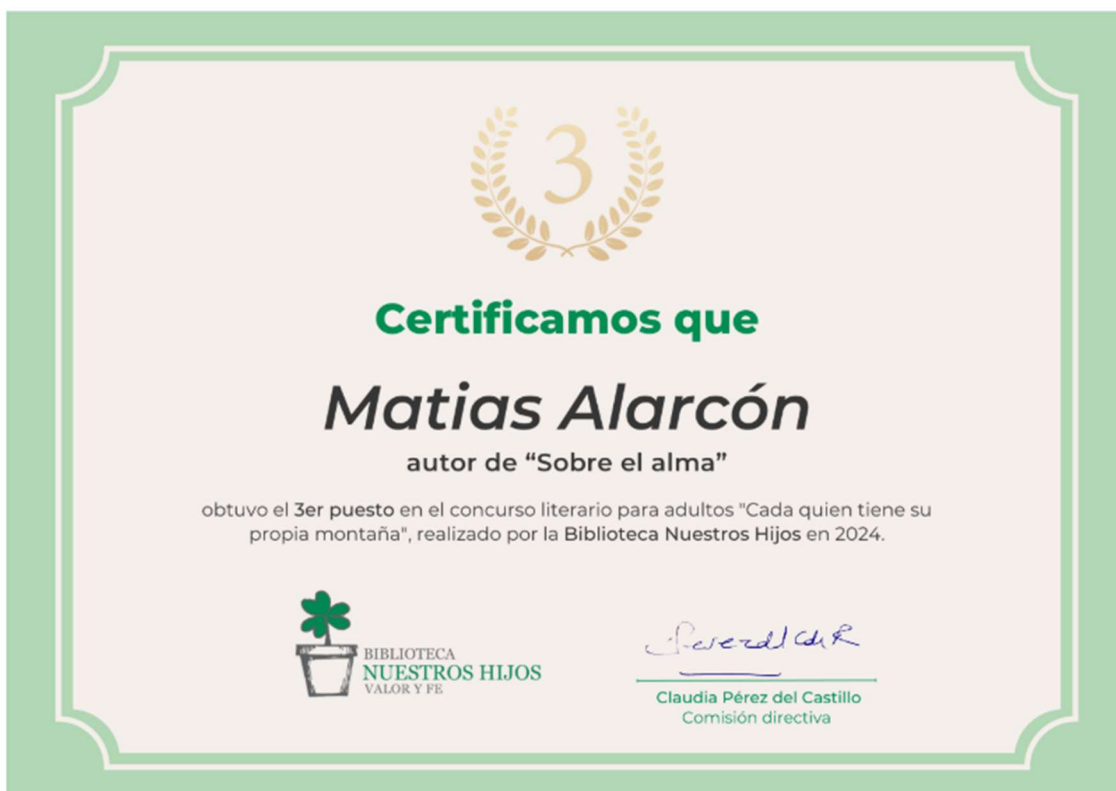 3
Certificamos que
Matias Alarcón
autor de “Sobre el alma”
obtuvo el 3er puesto en el concurso literario para adultos "Cada quien tiene su
propia montaña", realizado por la Biblioteca Nuestros Hijos en 2024.
BIBLIOTECA
NUESTROS HIJOS
VALOR Y FE
Claudia Pérez del Castillo
Comisión directiva